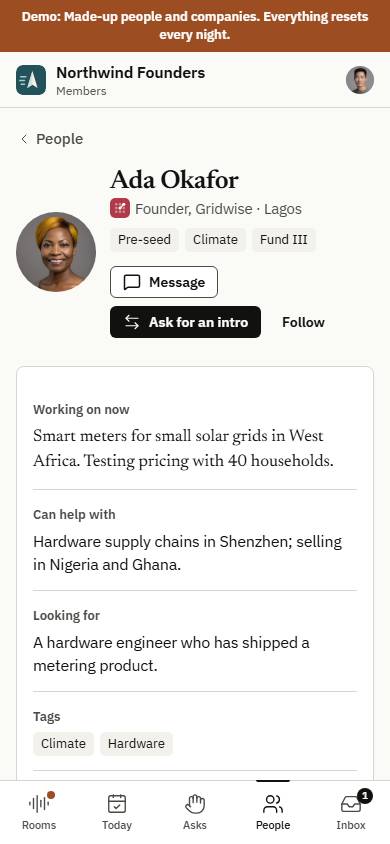 Demo: Made-up people and companies. Everything resets
every night.
Northwind Founders
Members
People
Ada Okafor
Founder, Gridwise · Lagos
Pre-seed Climate Fund III
Message
Ask for an intro Follow
Working on now
Smart meters for small solar grids in West
Africa. Testing pricing with 40 households.
Can help with
Hardware supply chains in Shenzhen; selling
in Nigeria and Ghana.
Looking for
A hardware engineer who has shipped a
metering product.
Tags
Climate Hardware
1
Rooms Today Asks People Inbox